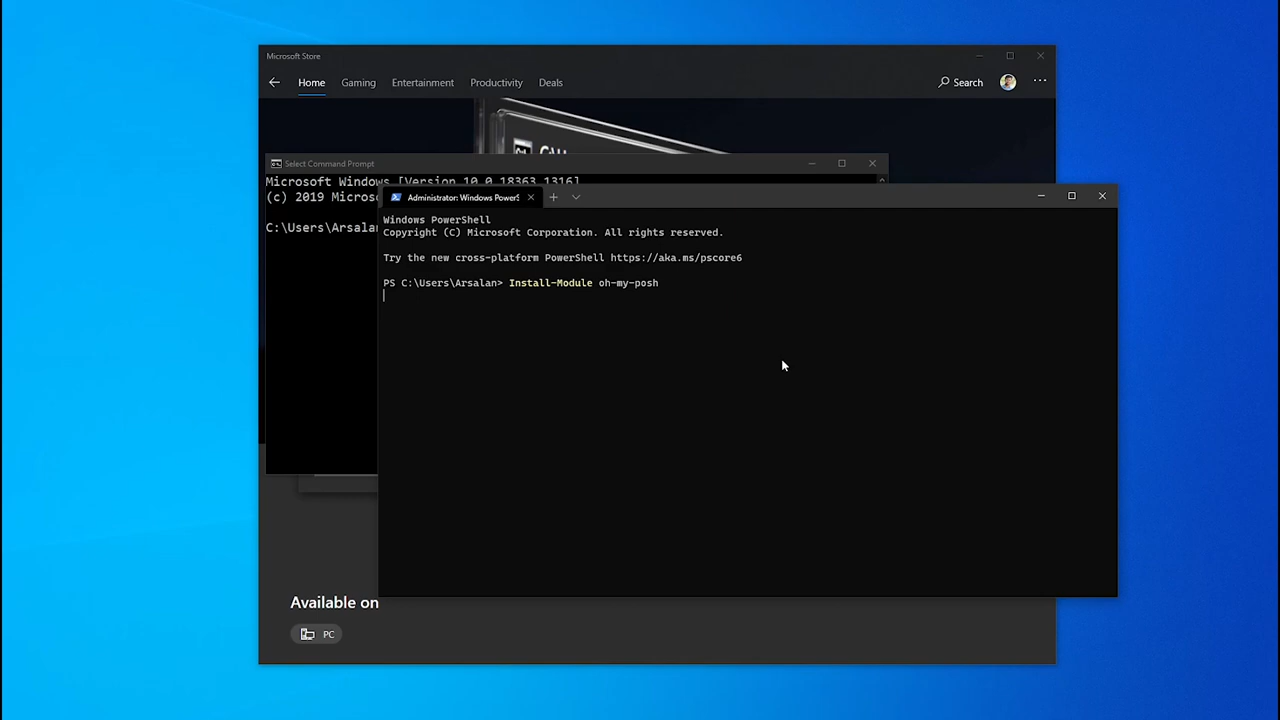 Microsoft Store
Home Gaming Entertainment Productivity Deals
Search
Select Command Prompt
Microsoft Windows [Version 10.0.18363.1316]
(c) 2019 Micros
C:\Users\Arsalan
Administrator: Windows PowerS
Windows PowerShell
Copyright (C) Microsoft Corporation. All rights reserved.
Try the new cross-platform PowerShell https://aka.ms/pscore6
PS C:\Users\Arsalan> Install-Module oh-my-posh
Available on
PC